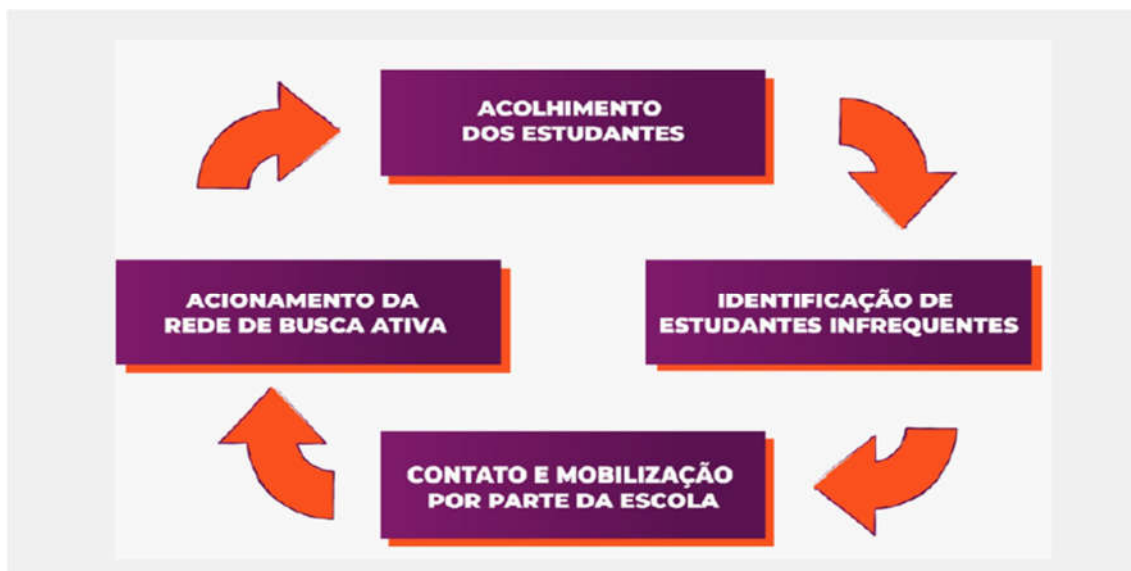 ACOLHIMENTO
DOS ESTUDANTES
ACIONAMENTO DA
REDE DE BUSCA ATIVA
IDENTIFICAÇÃO DE
ESTUDANTES INFREQUENTES
CONTATO E MOBILIZAÇÃO
POR PARTE DA ESCOLA